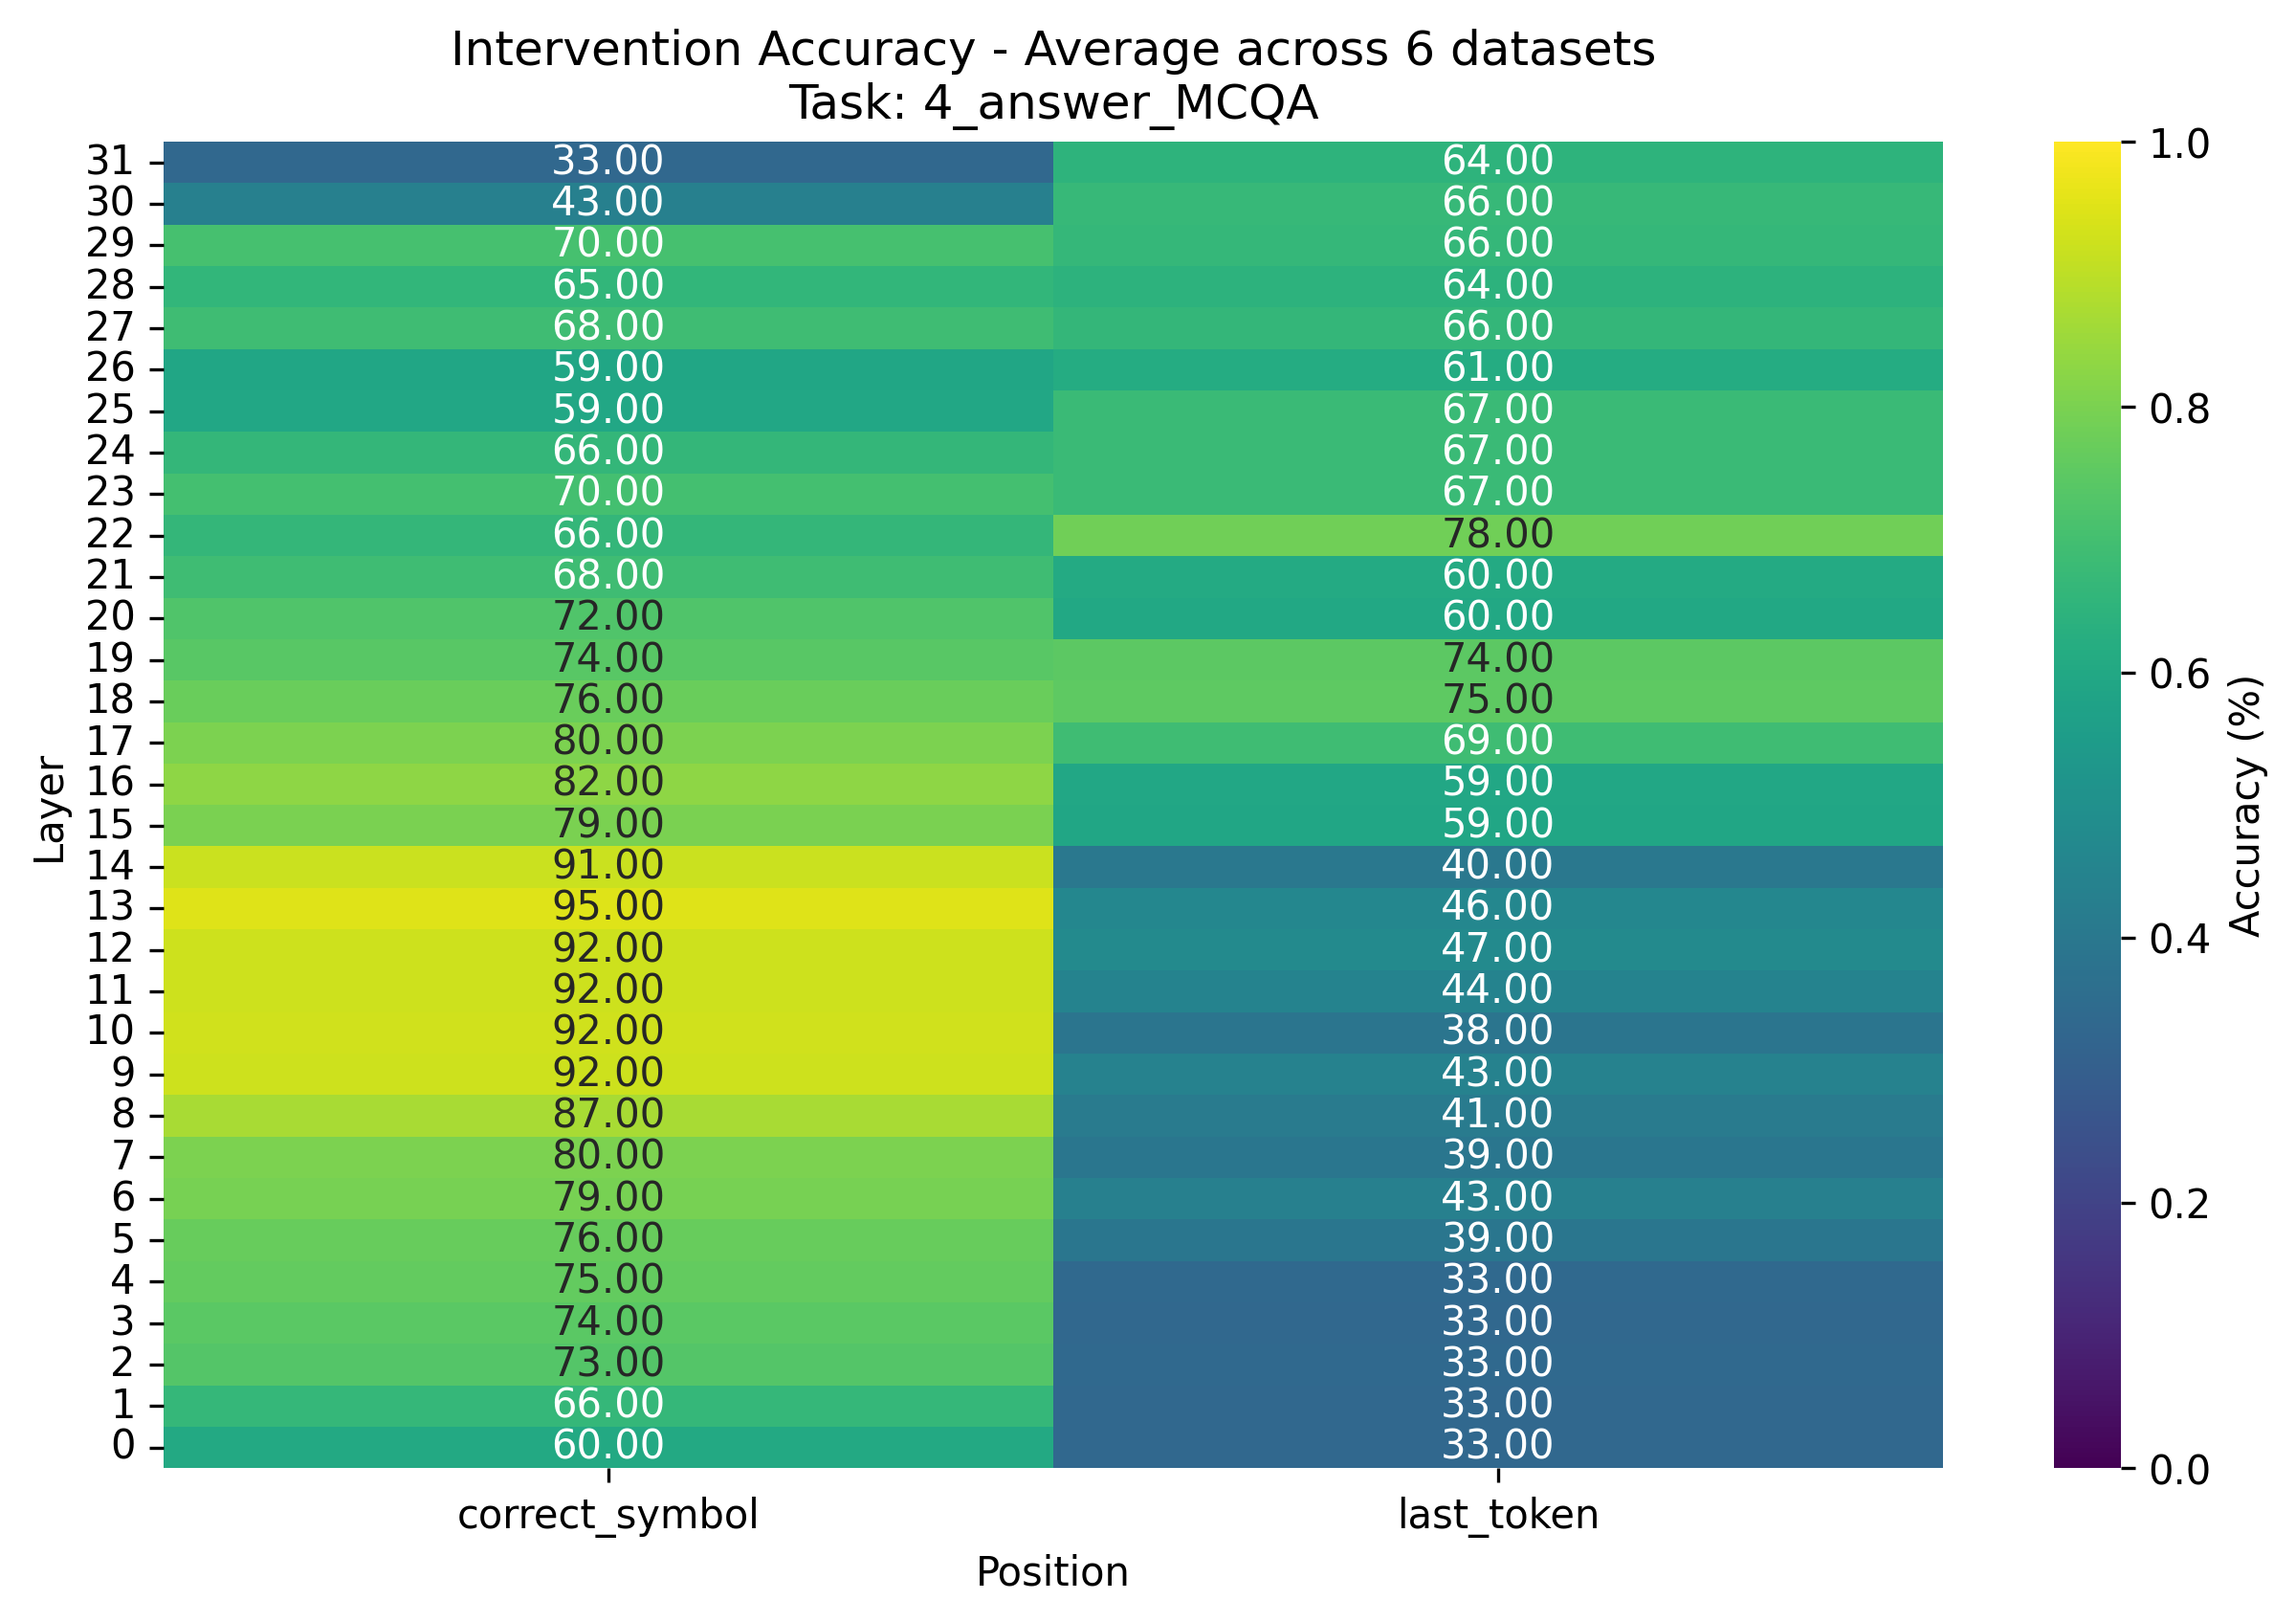 Intervention Accuracy - Average across 6 datasets
Task: 4_answer_MCQA
31 33.00 64.00
30 43.00 66.00
29 70.00 66.00
28 65.00 64.00
27 68.00 66.00
26 59.00 61.00
25 59.00 67.00
24 66.00 67.00
23 70.00 67.00
22 66.00 78.00
21 68.00 60.00
20 72.00 60.00
19 74.00 74.00
18 76.00 75.00
17 80.00 69.00
16 82.00 59.00
15 79.00 59.00
14 91.00 40.00
13 95.00 46.00
12 92.00 47.00
11 92.00 44.00
10 92.00 38.00
9 92.00 43.00
8 87.00 41.00
7 80.00 39.00
6 79.00 43.00
5 76.00 39.00
4 75.00 33.00
3 74.00 33.00
2 73.00 33.00
1 66.00 33.00
0 60.00 33.00
correct_symbol last_token
Position
Layer
1.0
0.8
0.6
0.4
0.2
0.0
Accuracy (%)